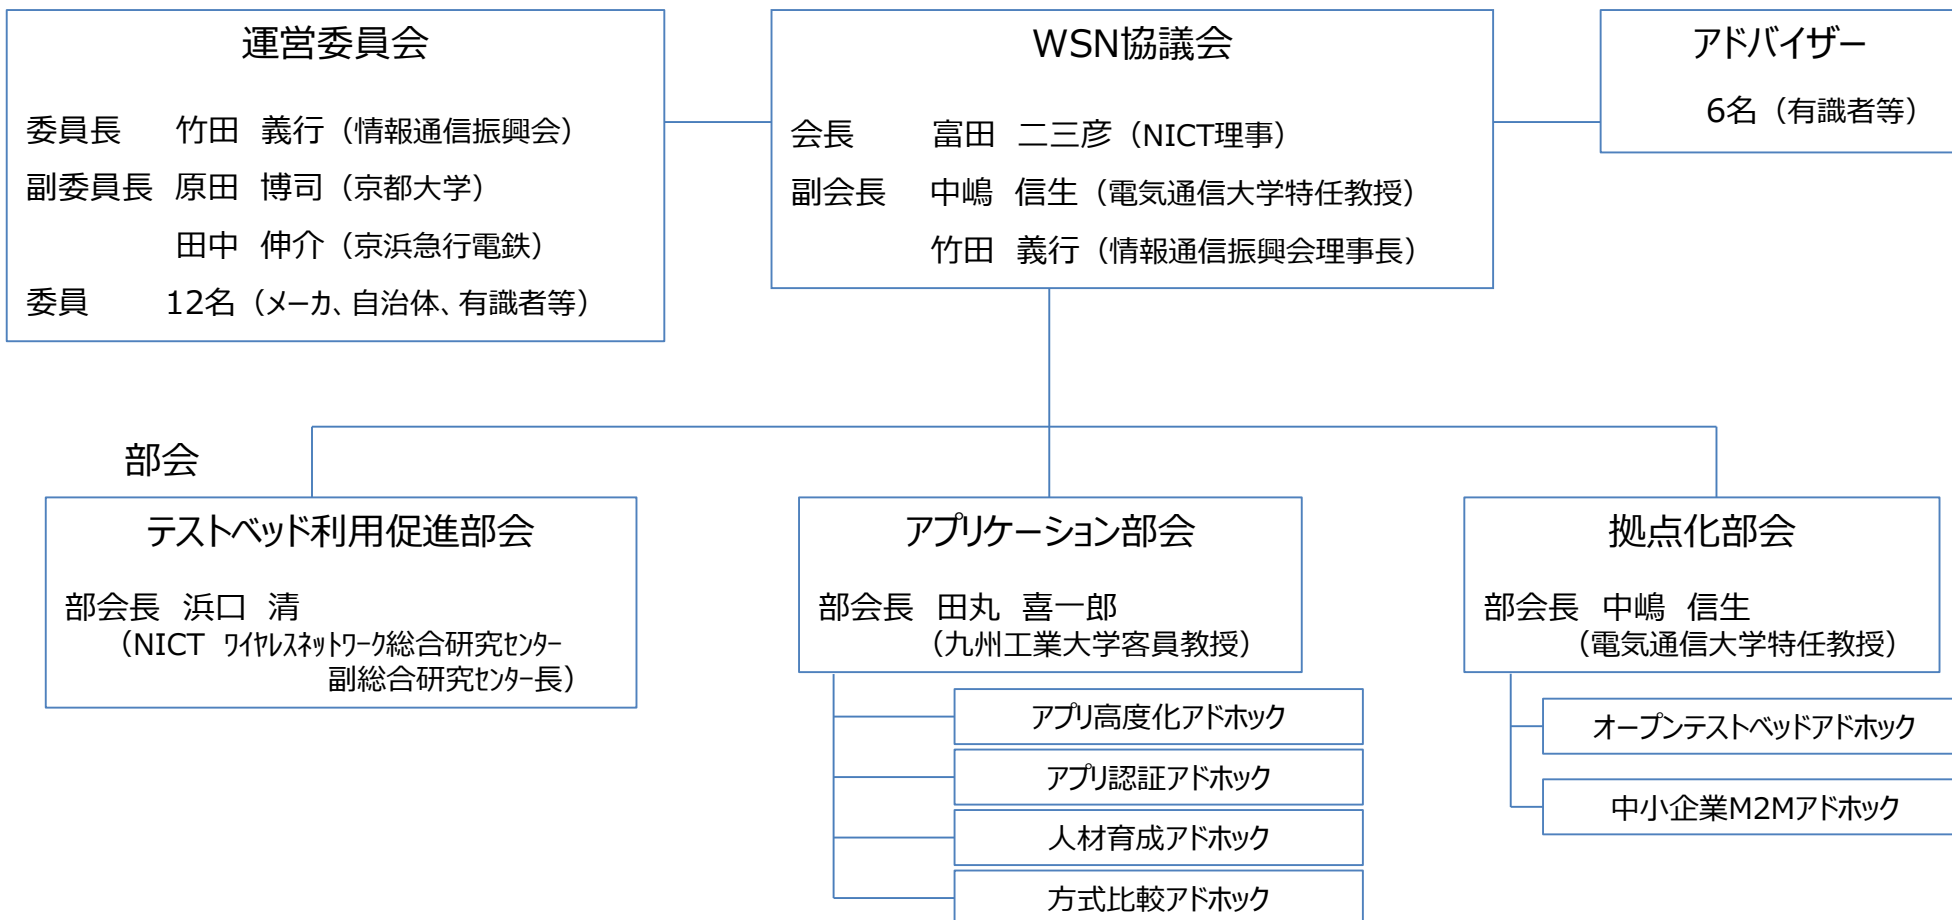 運営委員会
委員長 竹田 義行（情報通信振興会）
副委員長 原田 博司（京都大学）
田中 伸介（京浜急行電鉄）
委員 12名（メーカ、自治体、有識者等）
WSN協議会
会長 富田 二三彦（NICT理事）
副会長 中嶋 信生（電気通信大学特任教授）
竹田 義行（情報通信振興会理事長）
アドバイザー
6名（有識者等）
部会
テストベッド利用促進部会
部会長 浜口 清
（NICT ワイヤレスネットワーク総合研究センター
副総合研究センター長）
アプリケーション部会
部会長 田丸 喜一郎
（九州工業大学客員教授）
アプリ高度化アドホック
アプリ認証アドホック
人材育成アドホック
方式比較アドホック
拠点化部会
部会長 中嶋 信生
（電気通信大学特任教授）
オープンテストベッドアドホック
中小企業M2Mアドホック